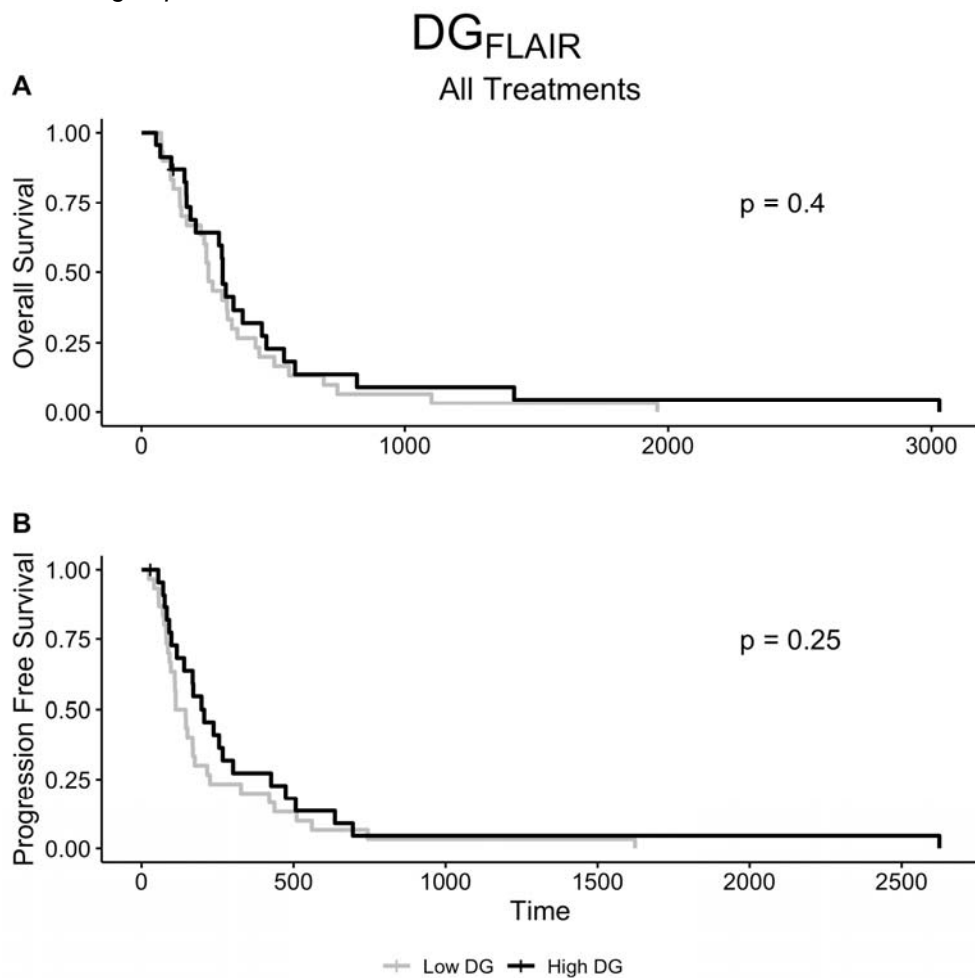 DG FLAIR
All Treatments
A
Overall Survival
1.00
0.75
0.50
0.25
0.00
p = 0.4
0 1000 2000 3000
B
Progression Free Survival
1.00
0.75
0.50
0.25
0.00
p = 0.25
0 500 1000 1500 2000 2500
Time
Low DG High DG